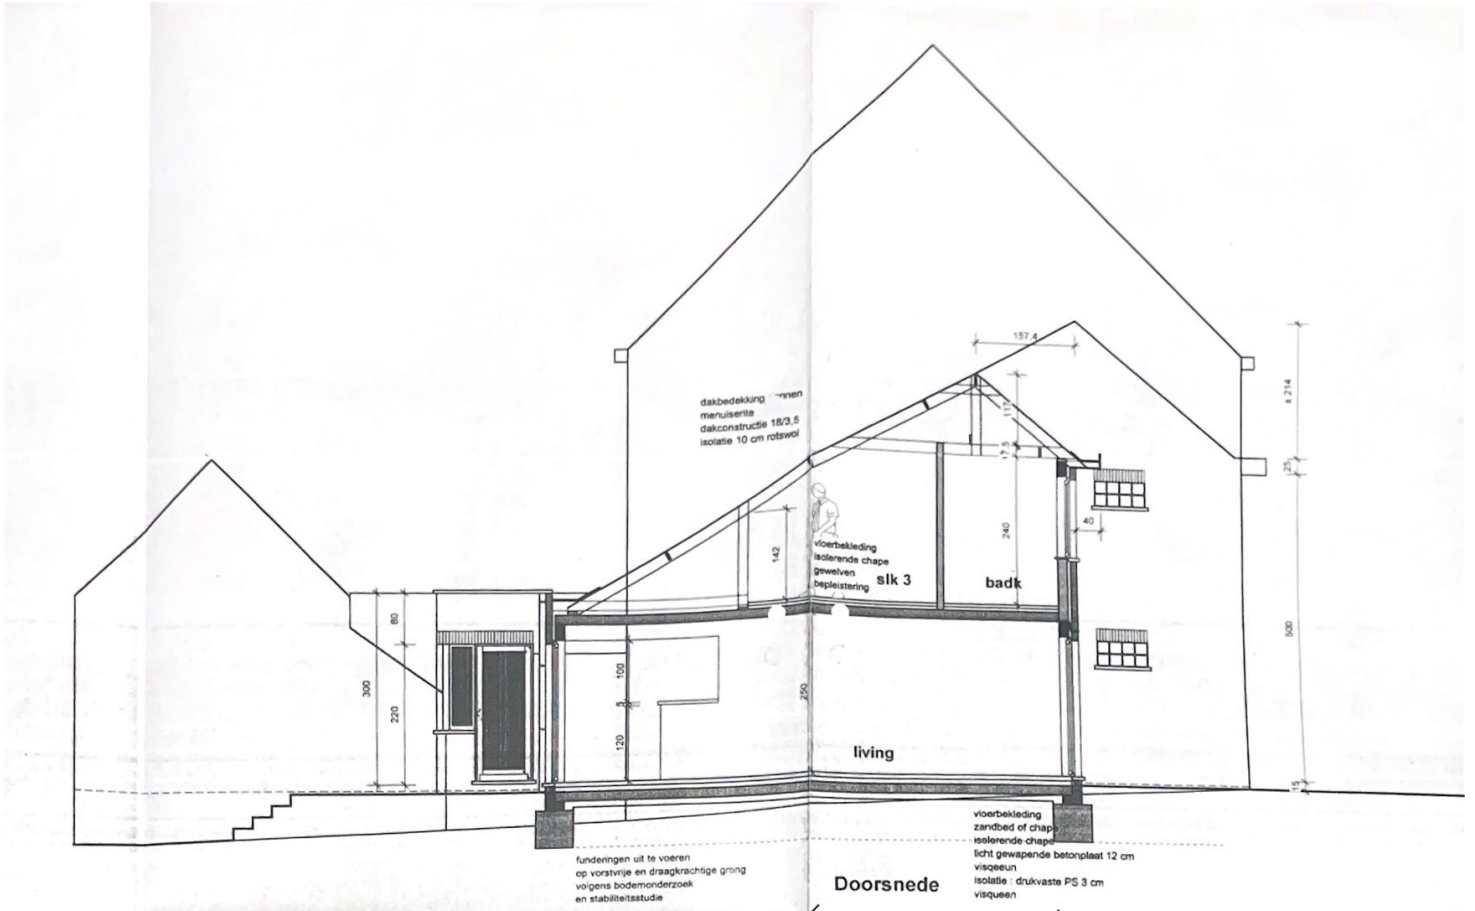 157.4
± 214
dakbedekking
menuiserite
dakconstructie 18/3,5
isolatie 10 cm rotswol
117
17.5
25
40
240
142
vloerbekleding
isolerende chape
gewelven
bepleistering
slk 3
badk
80
300
220
100
5
120
250
500
living
15
vloerbekleding
zandbed of chape
isolerende chape
licht gewapende betonplaat 12 cm
visqeeun
isolatie : drukvaste PS 3 cm
visqueen
funderingen uit te voeren
op vorstvrije en draagkrachtige grong
volgens bodemonderzoek
en stabiliteitsstudie
Doorsnede